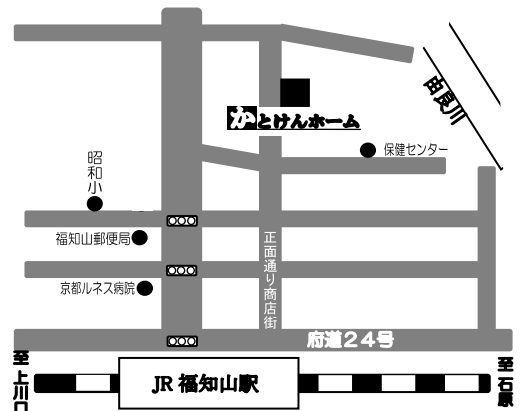 由良川
かとけんホーム
保健センター
昭和小
福知山郵便局
正面通り商店街
京都ルネス病院
府道24号
至上川口
JR 福知山駅
至石原